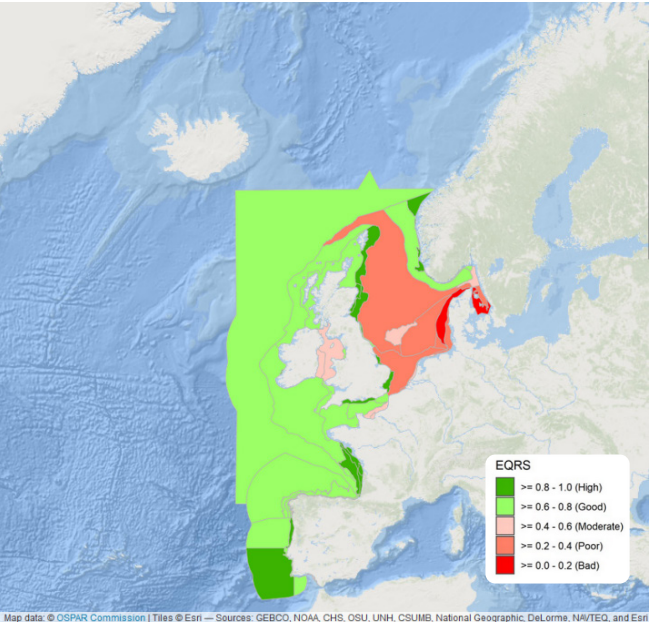 EQRS
>= 0.8 - 1.0 (High)
>= 0.6 - 0.8 (Good)
>= 0.4 - 0.6 (Moderate)
>= 0.2 - 0.4 (Poor)
>= 0.0 - 0.2 (Bad)
Map data: © OSPAR Commission | Tiles © Esri — Sources: GEBCO, NOAA, CHS, OSU, UNH, CSUMB, National Geographic, DeLorme, NAVTEQ, and Esri